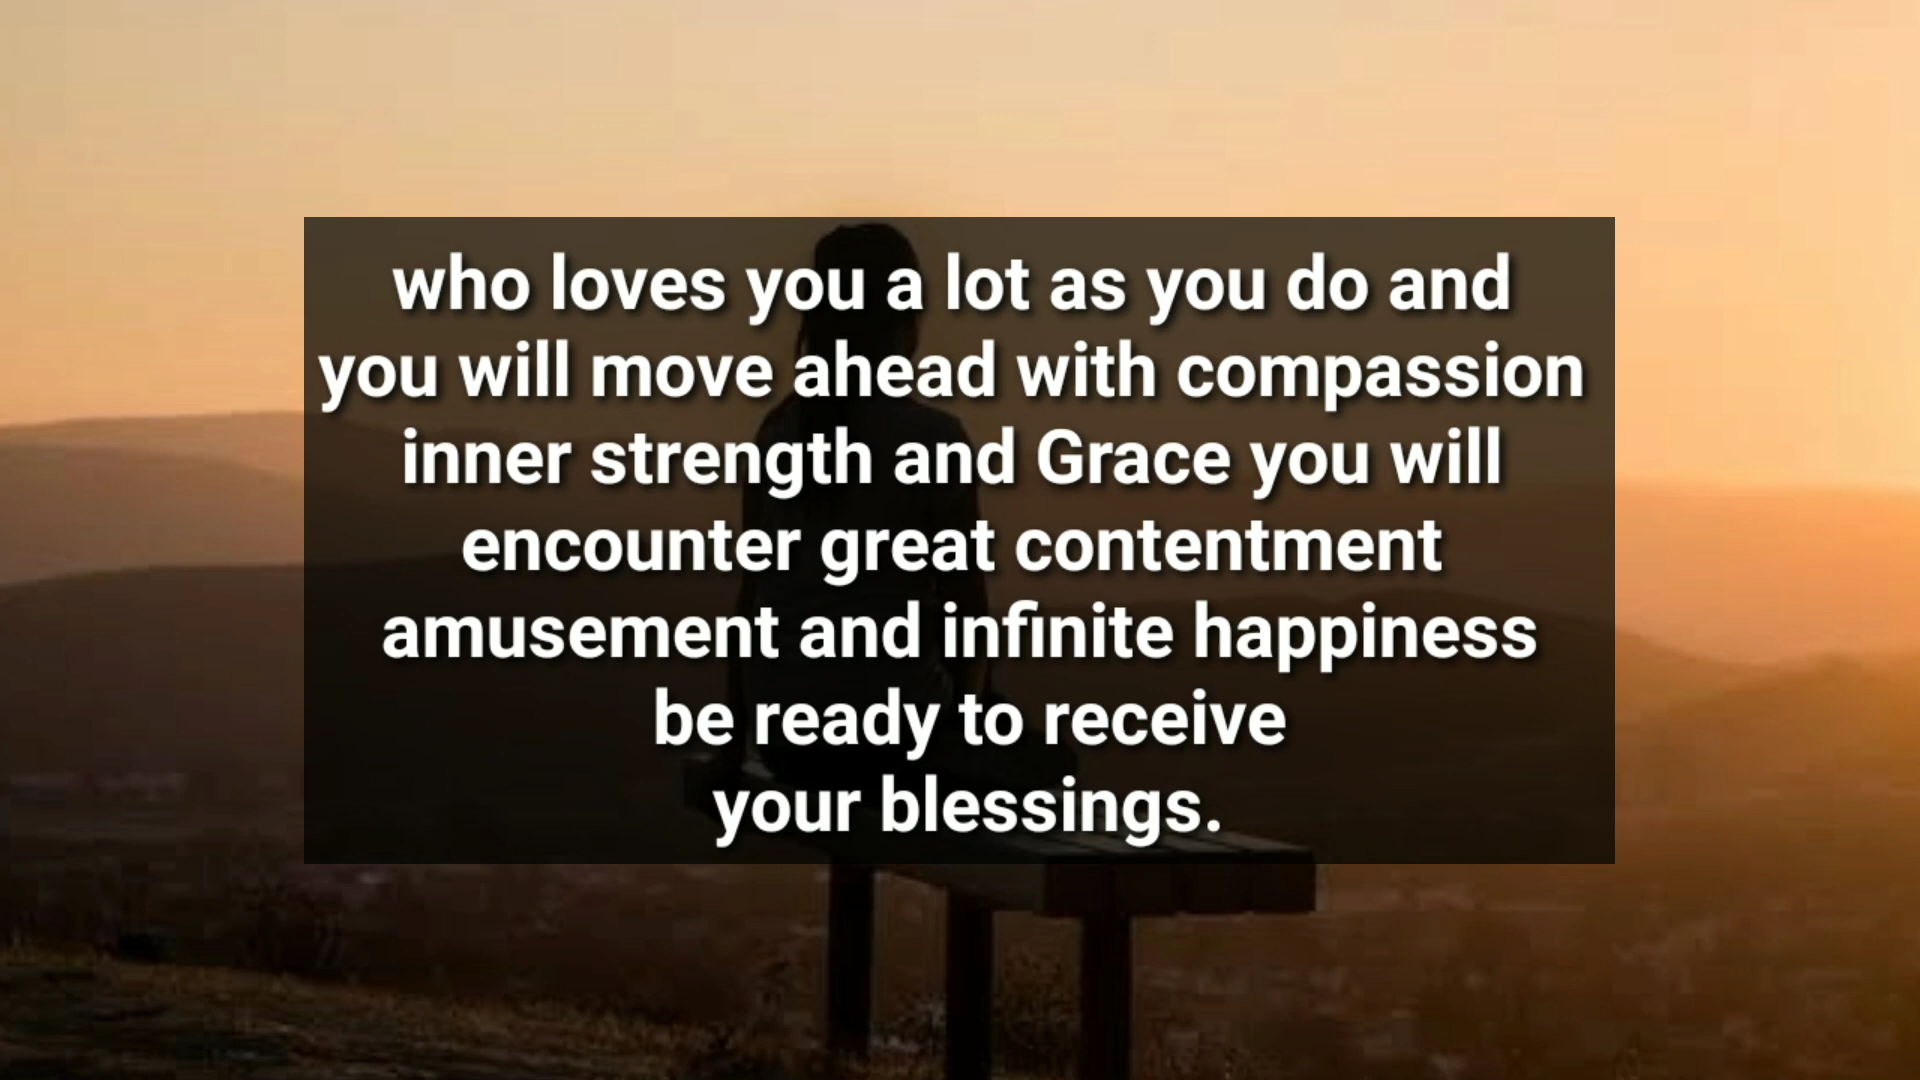 who loves you a lot as you do and
you will move ahead with compassion
inner strength and Grace you will
encounter great contentment
amusement and infinite happiness
be ready to receive
your blessings.